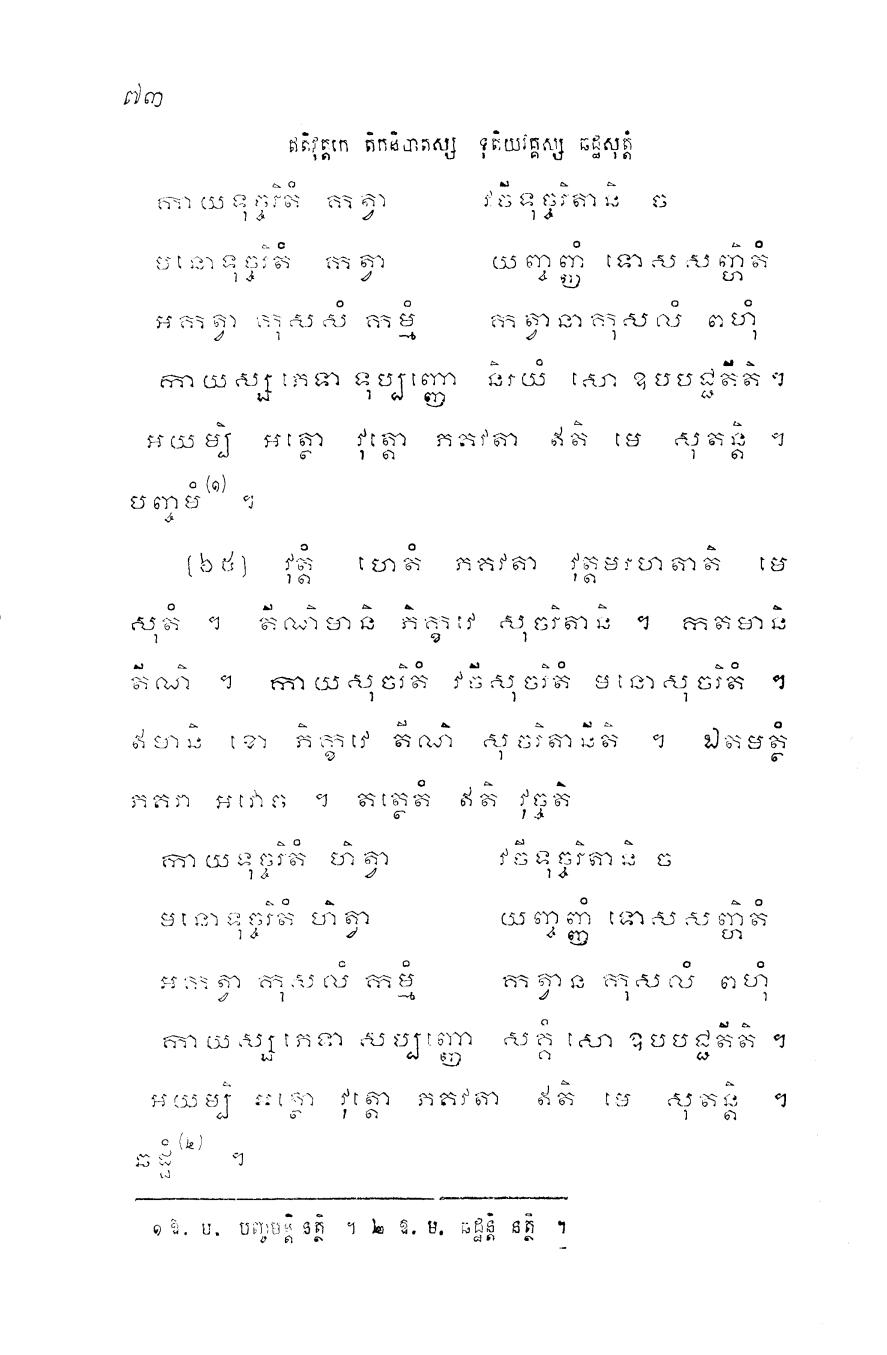 ៧៣
ឥតិវុត្តកេ តិកនិបាតស្ស ទុតិយវគ្គស្ស ឆដ្ឋសុត្តំ
កាយទុច្ចរិតំ កត្វា វចីទុច្ចរិតានិ ច
មនោទុច្ចរិតំ កត្វា យញ្ចញ្ញំ ទោសសញ្ហិតំ
អកត្វា កុសលំ កម្មំ កត្វានាកុសលំ ពហុំ
កាយស្ស ភេទា ទុប្បញ្ញោ និរយំ សោ ឧបបជ្ជតីតិ។
អយម្បិ អត្ថោ វុត្តោ ភគវតា ឥតិ មេ សុតន្តិ ។
បញ្ចមំ(១) ។
[៦៥] វុត្តំ ហេតំ ភគវតា វុត្តមរហតាតិ មេ
សុតំ ។ តីណិមានិ ភិក្ខវេ សុចរិតានិ ។ កតមានិ
តីណិ ។ កាយសុចរិតំ វចីសុចរិតំ មនោសុចរិតំ ។
ឥមានិ ខោ ភិក្ខវេ តីណិ សុចរិតានីតិ ។ ឯតមត្ថំ
ភគវា អវោច ។ តត្ថេតំ ឥតិ វុច្ចតិ
កាយទុច្ចរិតំ ហិត្វា វចីទុច្ចរិតានិ ច
មនោទុច្ចរិតំ ហិត្វា យញ្ចញ្ញំ ទោសសញ្ហិតំ
អកត្វា កុសលំ កម្មំ កត្វាន កុសលំ ពហុំ
កាយស្ស ភេទា សប្បញ្ញោ សគ្គំ សោ ឧបបជ្ជតីតិ ។
អយម្បិ អត្ថោ វុត្តោ ភគវតា ឥតិ មេ សុតន្តិ ។
ឆដ្ឋំ(២) ។
១ ឱ. ម. បញ្ចមន្តិ នត្ថិ ។ ២ ឱ. ម. ឆដ្ឋន្តិ នត្ថិ ។